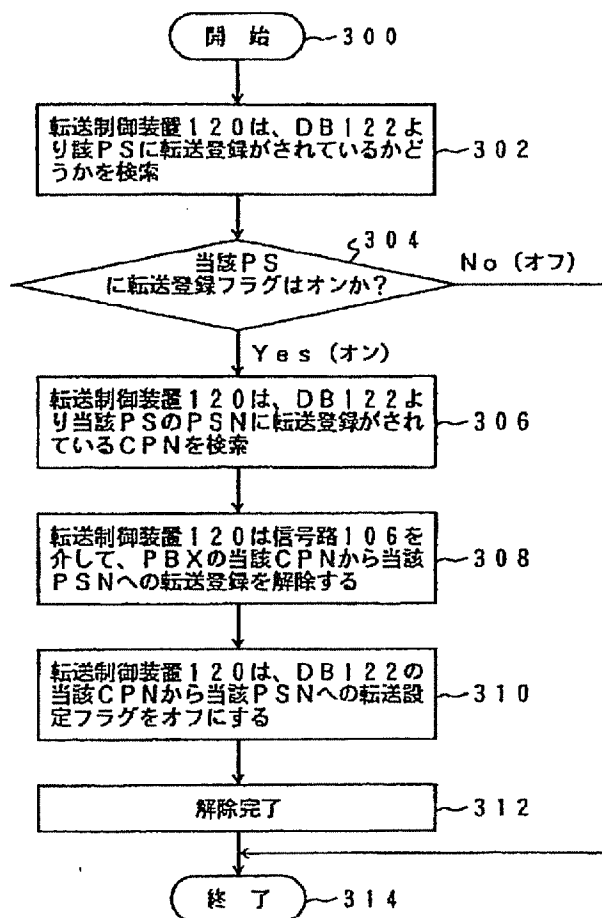 開 始
300
転送制御装置120は、DB122よ
り該PSに転送登録がされているかど
うかを検索
302
304
当該PS
に転送登録フラグはオンか?
No (オフ)
Yes (オン)
転送制御装置120は、DB122よ
り当該PSのPSNに転送登録がされ
ているCPNを検索
306
転送制御装置120は信号路106を
介して、PBXの当該CPNから当該
PSNへの転送登録を解除する
308
転送制御装置120は、DB122の
当該CPNから当該PSNへの転送設
定フラグをオフにする
310
解除完了
312
終 了
314